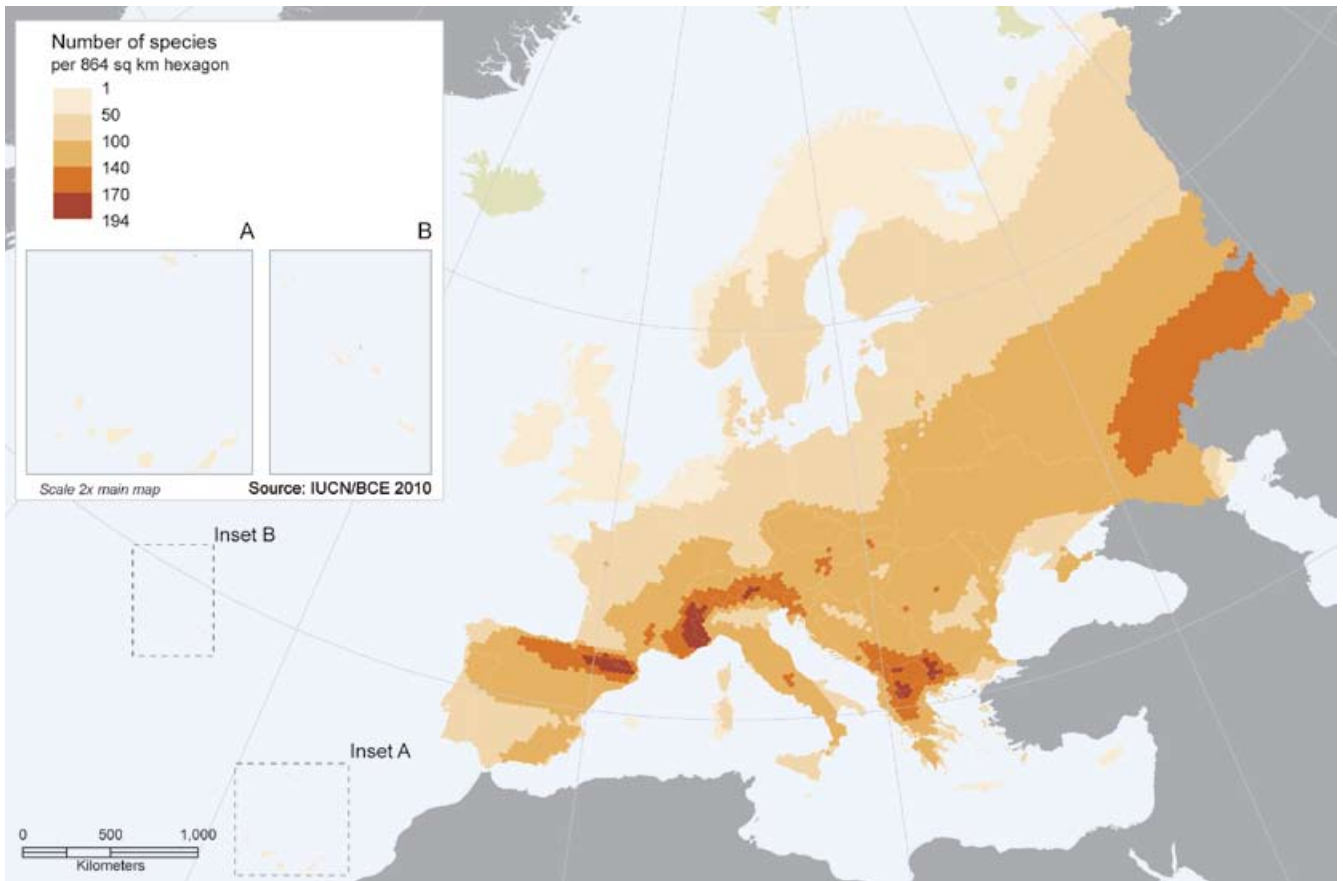 Number of species
per 864 sq km hexagon
1
50
100
140
170
194
A
B
Scale 2x main map
Source: IUCN/BCE 2010
Inset B
Inset A
0 500 1,000
Kilometers